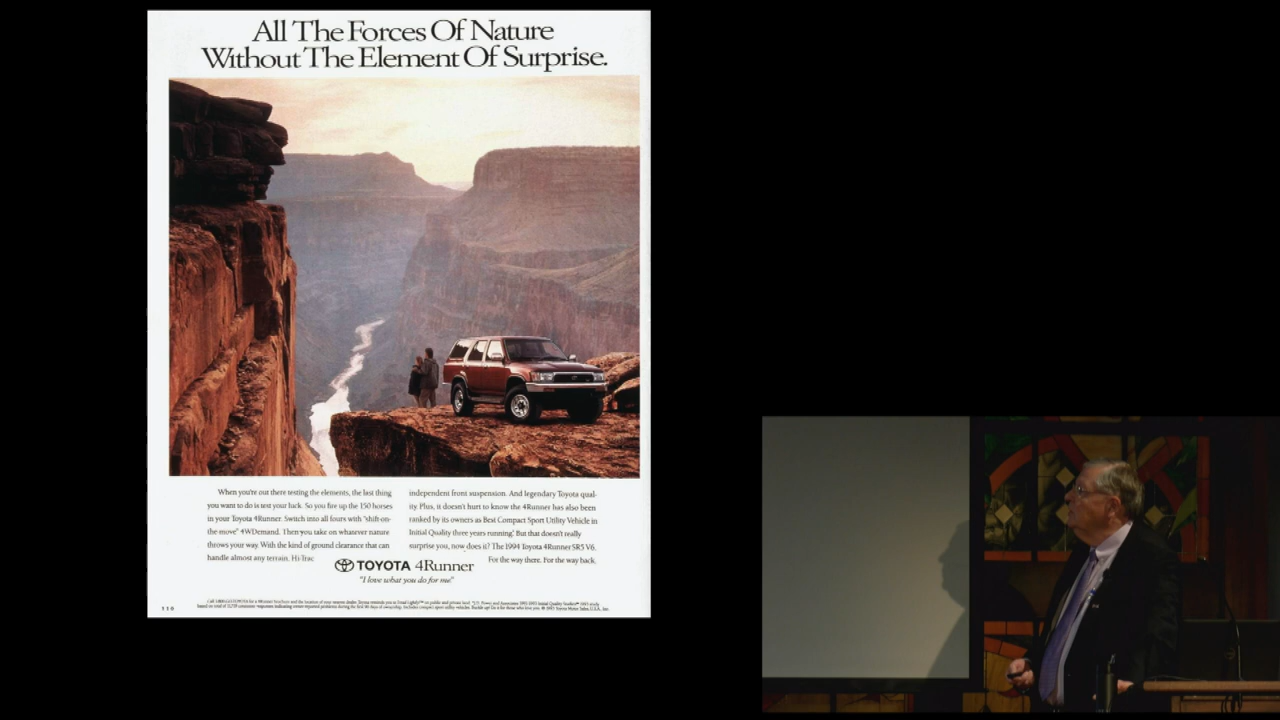 All The Forces Of Nature
Without The Element Of Surprise.
When you're out there testing the elements, the last thing
you want to do is test your luck. So you fire up the 150 horses
in your Toyota 4Runner. Switch into all fours with "shift-on-
the move" 4WDemand. Then you take on whatever nature
throws your way. With the kind of ground clearance that can
handle almost any terrain. Hi-Trac
independent front suspension. And legendary Toyota qual-
ity. Plus, it doesn't hurt to know the 4Runner has also been
ranked by its owners as Best Compact Sport Utility Vehicle in
Initial Quality three years running. But that doesn't really
surprise you, now does it? The 1994 Toyota 4Runner SR5 V6.
For the way there. For the way back.
TOYOTA 4Runner
"I love what you do for me."
110